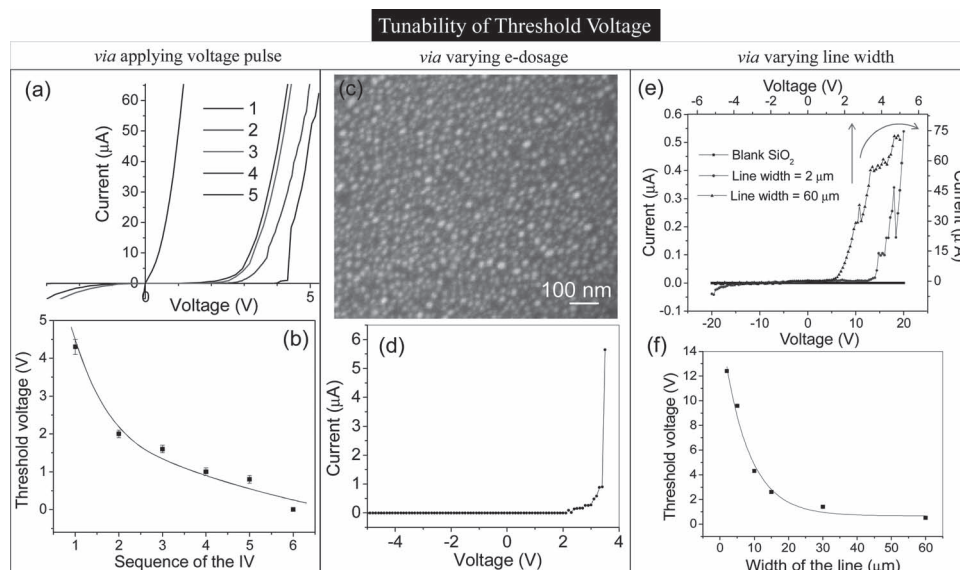 Tunability of Threshold Voltage
via applying voltage pulse
via varying e-dosage
via varying line width
(a)
60
50
40
30
20
10
0
Current (µA)
1
2
3
4
5
0
5
Voltage (V)
(b)
5
4
3
2
1
0
Threshold voltage (V)
1 2 3 4 5 6
Sequence of the IV
(c)
100 nm
(d)
6
5
4
3
2
1
0
Current (µA)
-4 -2 0 2 4
Voltage (V)
(e)
Voltage (V)
-6 -4 -2 0 2 4 6
0.6
0.5
0.4
0.3
0.2
0.1
0.0
-0.1
Current (µA)
75
60
45
30
15
0
Current (µA)
Blank SiO2
Line width = 2 µm
Line width = 60 µm
-20 -10 0 10 20
Voltage (V)
(f)
14
12
10
8
6
4
2
0
Threshold voltage (V)
0 10 20 30 40 50 60
Width of the line (µm)